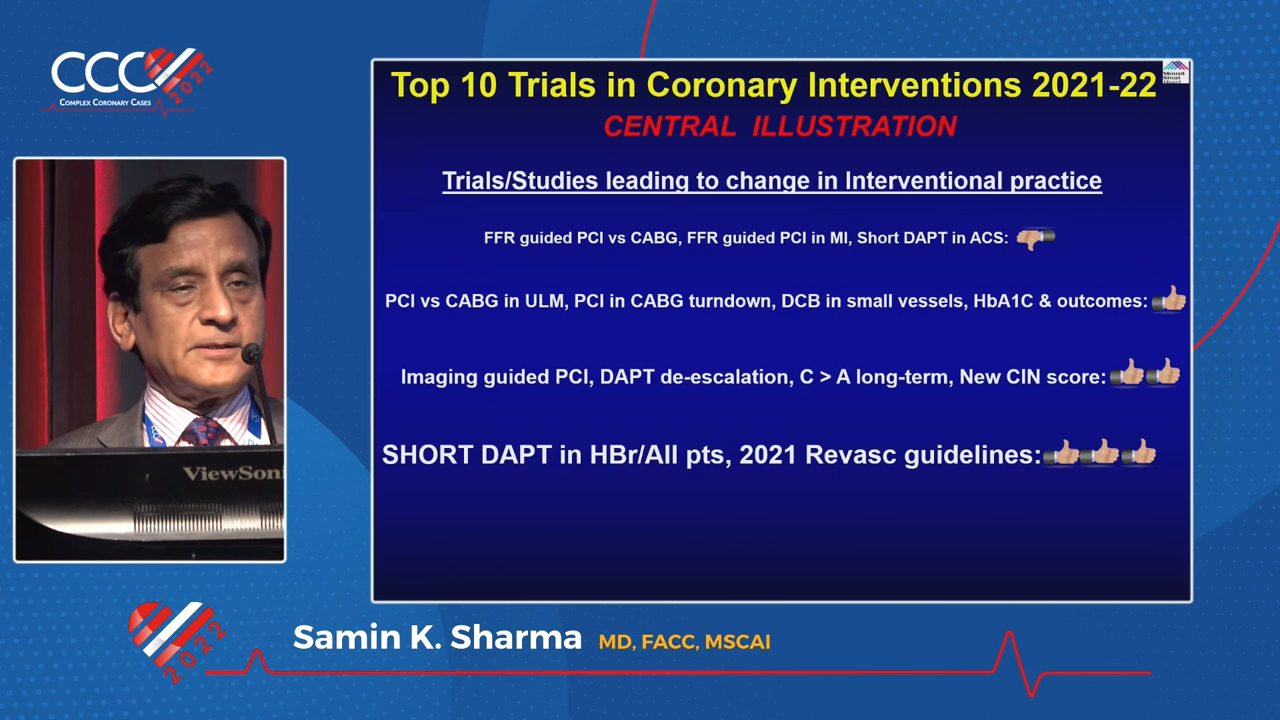 CCC
2022
COMPLEX CORONARY CASES
Top 10 Trials in Coronary Interventions 2021-22
Mount
Sinai
Heart
CENTRAL ILLUSTRATION
Trials/Studies leading to change in Interventional practice
FFR guided PCI vs CABG, FFR guided PCI in MI, Short DAPT in ACS:
PCI vs CABG in ULM, PCI in CABG turndown, DCB in small vessels, HbA1C & outcomes:
Imaging guided PCI, DAPT de-escalation, C > A long-term, New CIN score:
SHORT DAPT in HBr/All pts, 2021 Revasc guidelines:
ViewSoni
2022
Samin K. Sharma MD, FACC, MSCAI